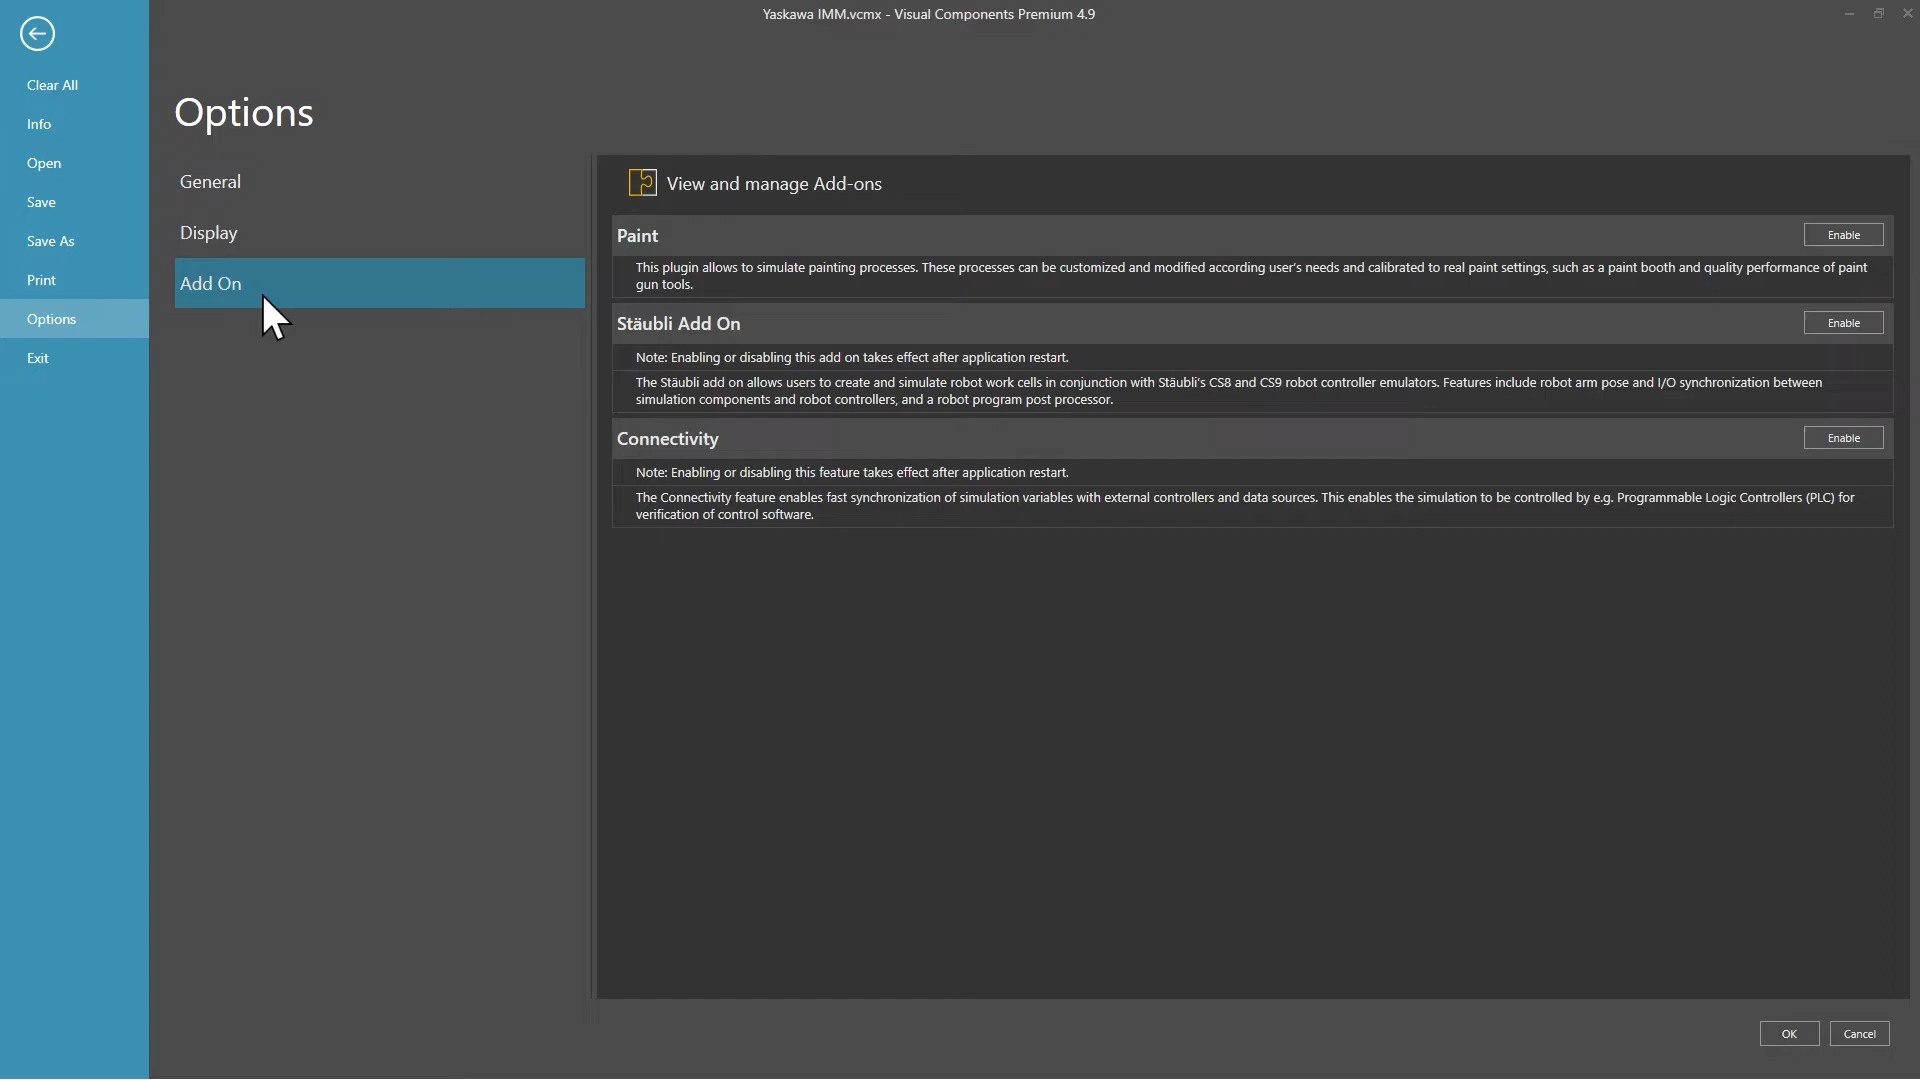 Yaskawa IMM.vcmx - Visual Components Premium 4.9
Clear All
Info
Open
Save
Save As
Print
Options
Exit
Options
General
Display
Add On
View and manage Add-ons
Paint
Enable
This plugin allows to simulate painting processes. These processes can be customized and modified according user's needs and calibrated to real paint settings, such as a paint booth and quality performance of paint
gun tools.
Stäubli Add On
Enable
Note: Enabling or disabling this add on takes effect after application restart.
The Stäubli add on allows users to create and simulate robot work cells in conjunction with Stäubli's CS8 and CS9 robot controller emulators. Features include robot arm pose and I/O synchronization between
simulation components and robot controllers, and a robot program post processor.
Connectivity
Enable
Note: Enabling or disabling this feature takes effect after application restart.
The Connectivity feature enables fast synchronization of simulation variables with external controllers and data sources. This enables the simulation to be controlled by e.g. Programmable Logic Controllers (PLC) for
verification of control software.
OK
Cancel